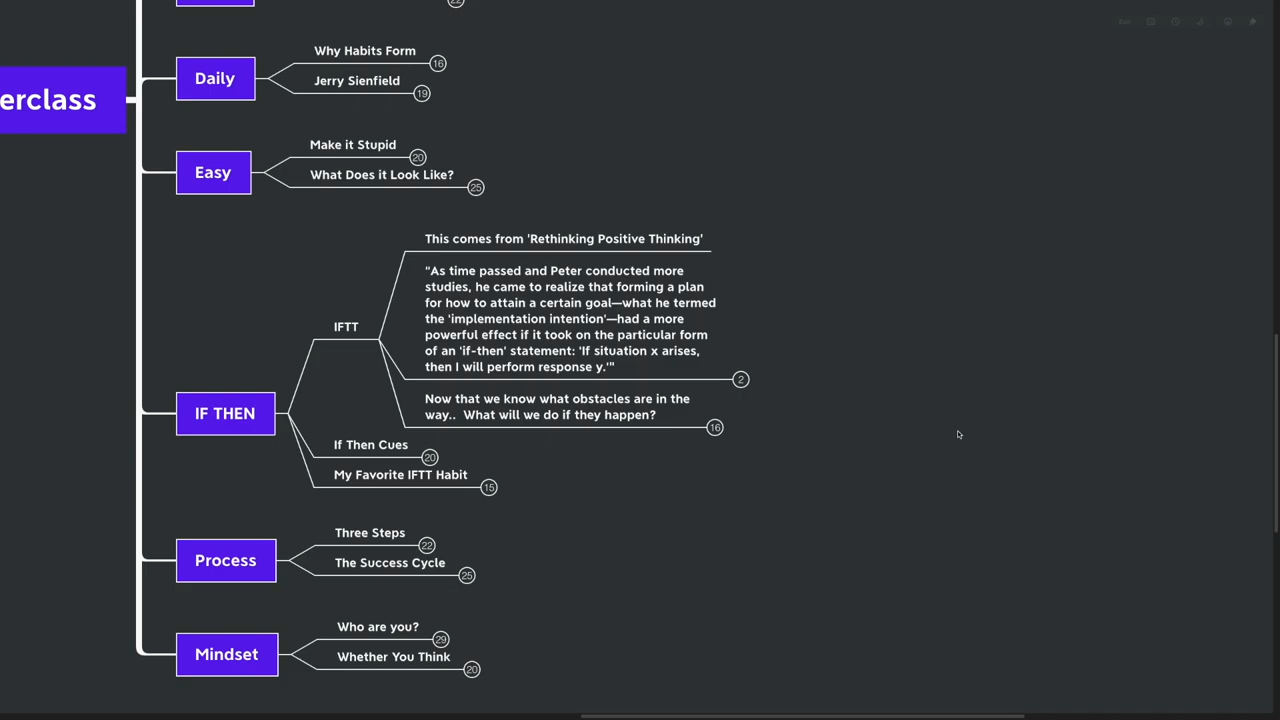 22
Why Habits Form
16
Daily
Jerry Sienfield
19
erclass
Make it Stupid
20
Easy
What Does it Look Like?
25
This comes from 'Rethinking Positive Thinking'
"As time passed and Peter conducted more
studies, he came to realize that forming a plan
for how to attain a certain goal—what he termed
the 'implementation intention'—had a more
powerful effect if it took on the particular form
of an 'if-then' statement: 'If situation x arises,
then I will perform response y.'"
2
IFTT
Now that we know what obstacles are in the
way.. What will we do if they happen?
16
IF THEN
If Then Cues
20
My Favorite IFTT Habit
15
Three Steps
22
Process
The Success Cycle
25
Who are you?
29
Mindset
Whether You Think
20